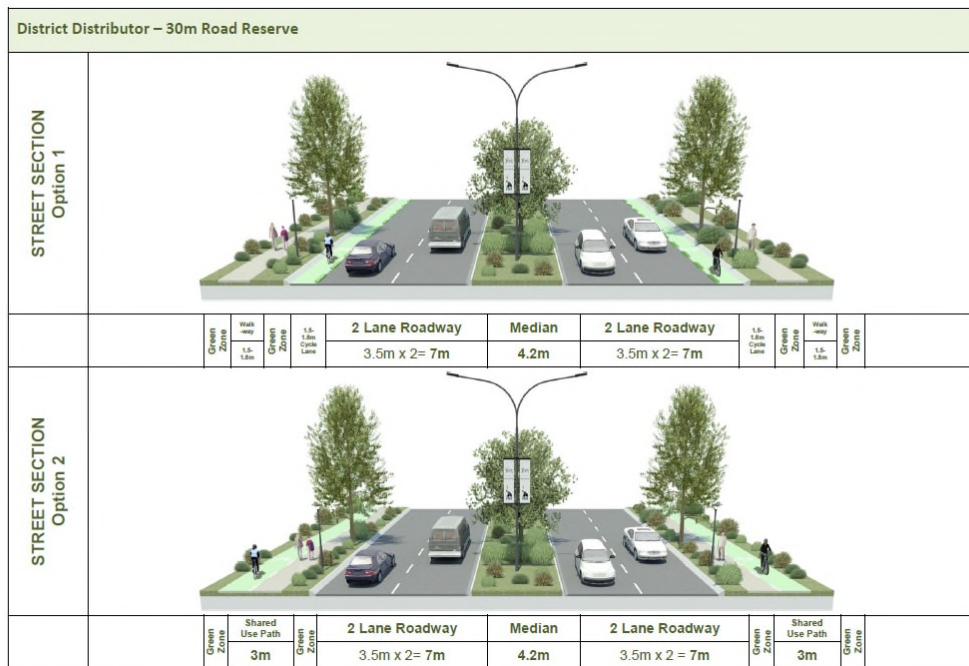 District Distributor – 30m Road Reserve
STREET SECTION
Option 1
Green
Zone
Walk
-way
1.5-
1.8m
Green
Zone
1.5-
1.8m
Cycle
Lane
2 Lane Roadway
3.5m x 2= 7m
Median
4.2m
2 Lane Roadway
3.5m x 2= 7m
1.5-
1.8m
Cycle
Lane
Green
Zone
Walk
-way
1.5-
1.8m
Green
Zone
STREET SECTION
Option 2
Green
Zone
Shared
Use Path
3m
Green
Zone
2 Lane Roadway
3.5m x 2= 7m
Median
4.2m
2 Lane Roadway
3.5m x 2= 7m
Green
Zone
Shared
Use Path
3m
Green
Zone